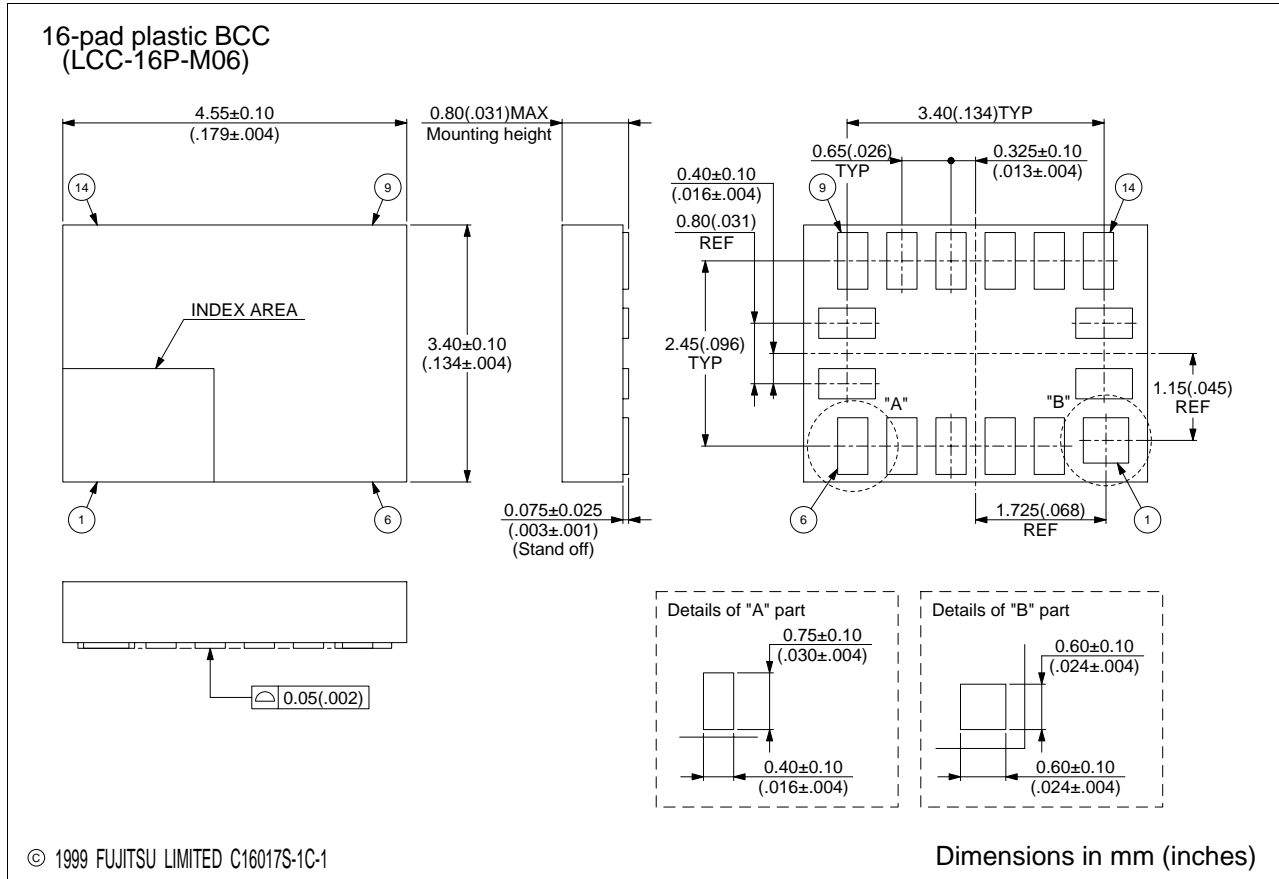 16-pad plastic BCC
(LCC-16P-M06)
4.55±0.10
(.179±.004)
0.80(.031)MAX
Mounting height
3.40(.134)TYP
0.65(.026)
TYP
0.325±0.10
(.013±.004)
0.40±0.10
(.016±.004)
0.80(.031)
REF
14
9
9
14
INDEX AREA
3.40±0.10
(.134±.004)
2.45(.096)
TYP
1.15(.045)
REF
"A"
"B"
1
6
0.075±0.025
(.003±.001)
(Stand off)
6
1.725(.068)
REF
1
0.05(.002)
Details of "A" part
0.75±0.10
(.030±.004)
0.40±0.10
(.016±.004)
Details of "B" part
0.60±0.10
(.024±.004)
0.60±0.10
(.024±.004)
© 1999 FUJITSU LIMITED C16017S-1C-1
Dimensions in mm (inches)